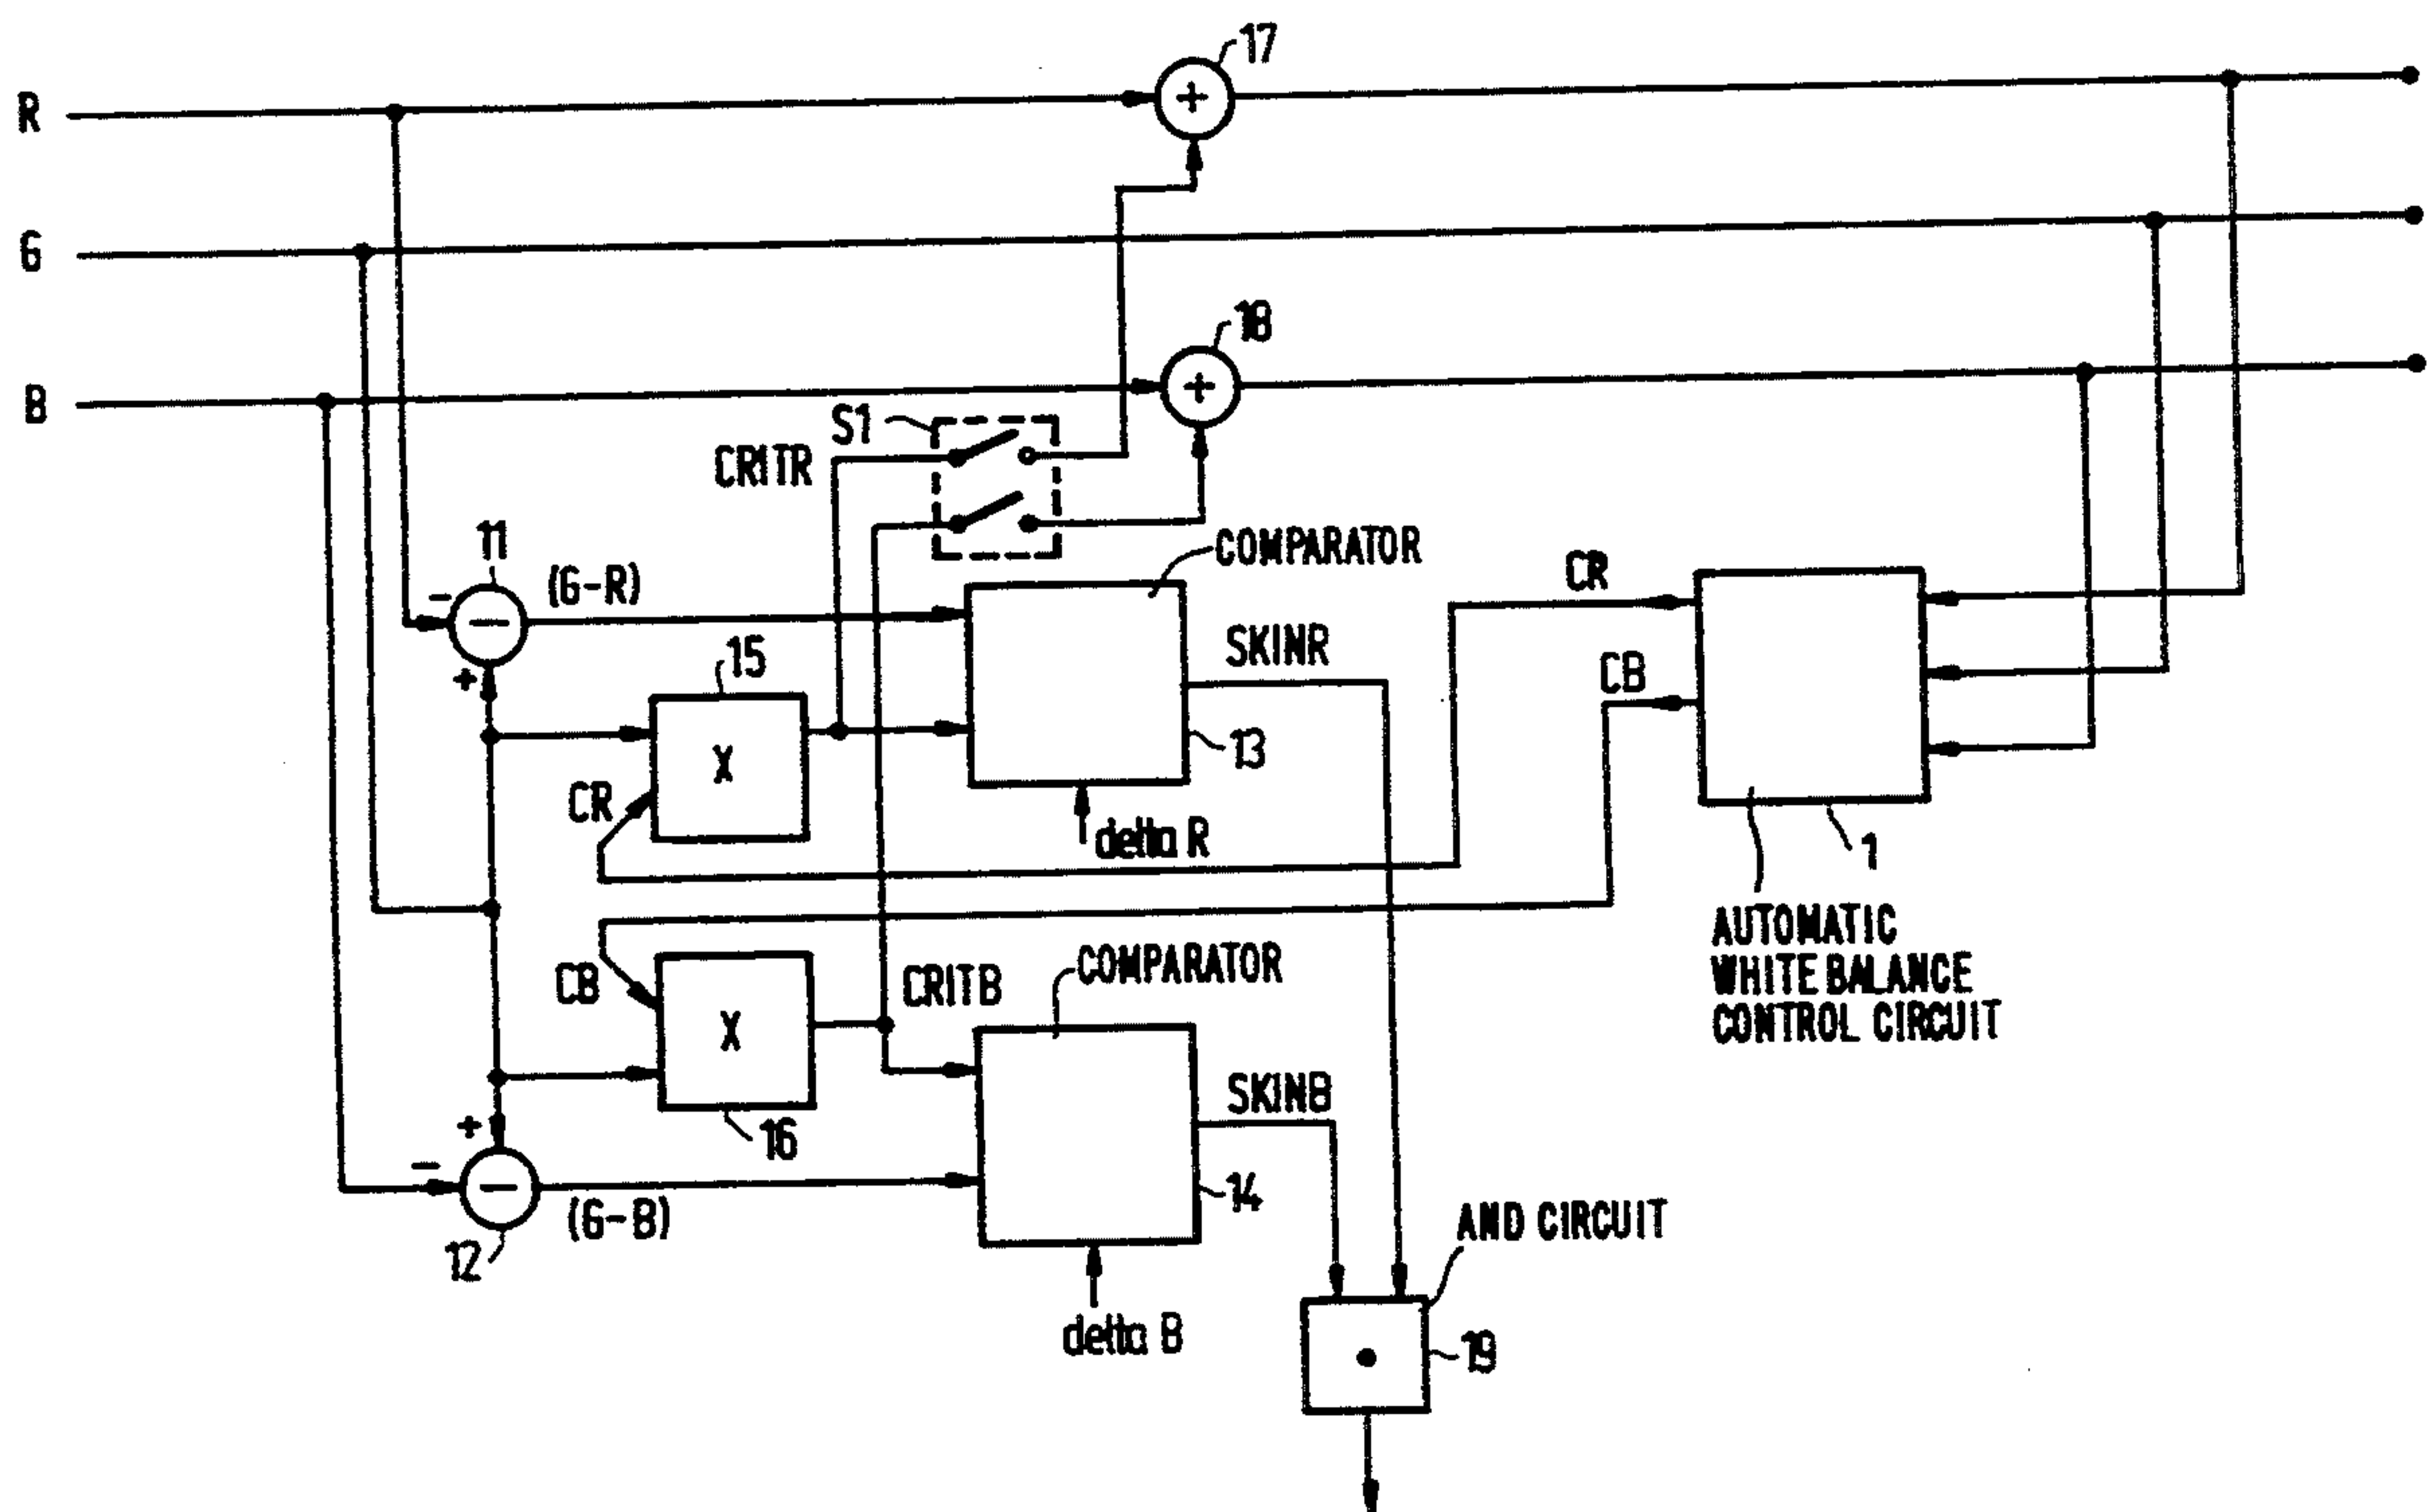 17
R
G
18
B
S1
CRITR
11
COMPARATOR
(G-R)
CR
-
15
SKINR
CB
+
X
13
CR
delta R
1
AUTOMATIC
WHITE BALANCE
CONTROL CIRCUIT
COMPARATOR
CB
CRITB
X
SKINB
+
16
-
14
(G-B)
AND CIRCUIT
12
delta B
19